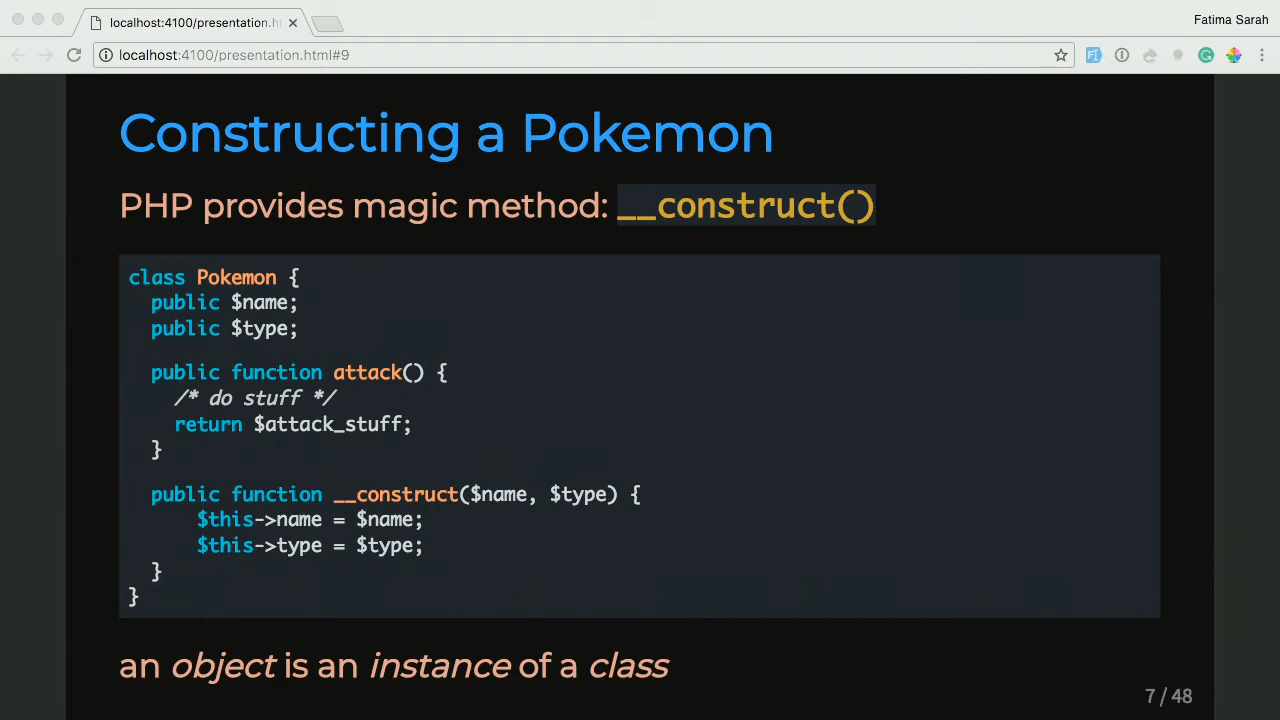 localhost:4100/presentation.h
Fatima Sarah
localhost:4100/presentation.html#9
Constructing a Pokemon
PHP provides magic method: __construct()
class Pokemon {
  public $name;
  public $type;
  public function attack() {
    /* do stuff */
    return $attack_stuff;
  }
  public function __construct($name, $type) {
      $this->name = $name;
      $this->type = $type;
  }
}
an object is an instance of a class
7 / 48